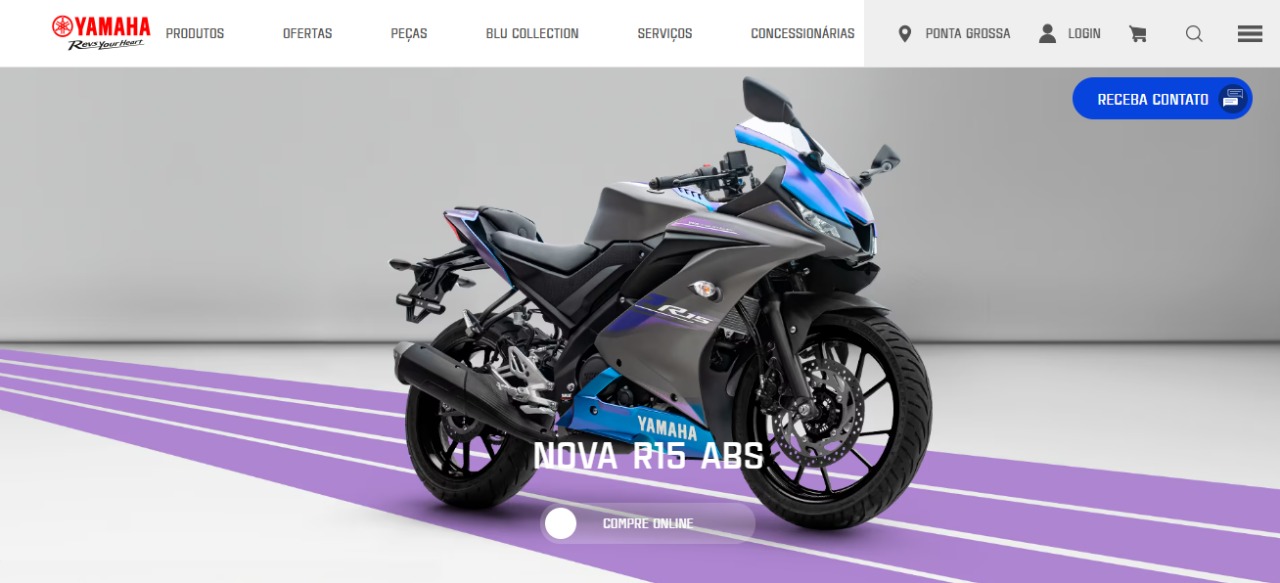 YAMAHA
Revs Your Heart
PRODUTOS
OFERTAS
PEÇAS
BLU COLLECTION
SERVIÇOS
CONCESSIONÁRIAS
PONTA GROSSA
LOGIN
RECEBA CONTATO
R15
YAMAHA
NOVA R15 ABS
COMPRE ONLINE